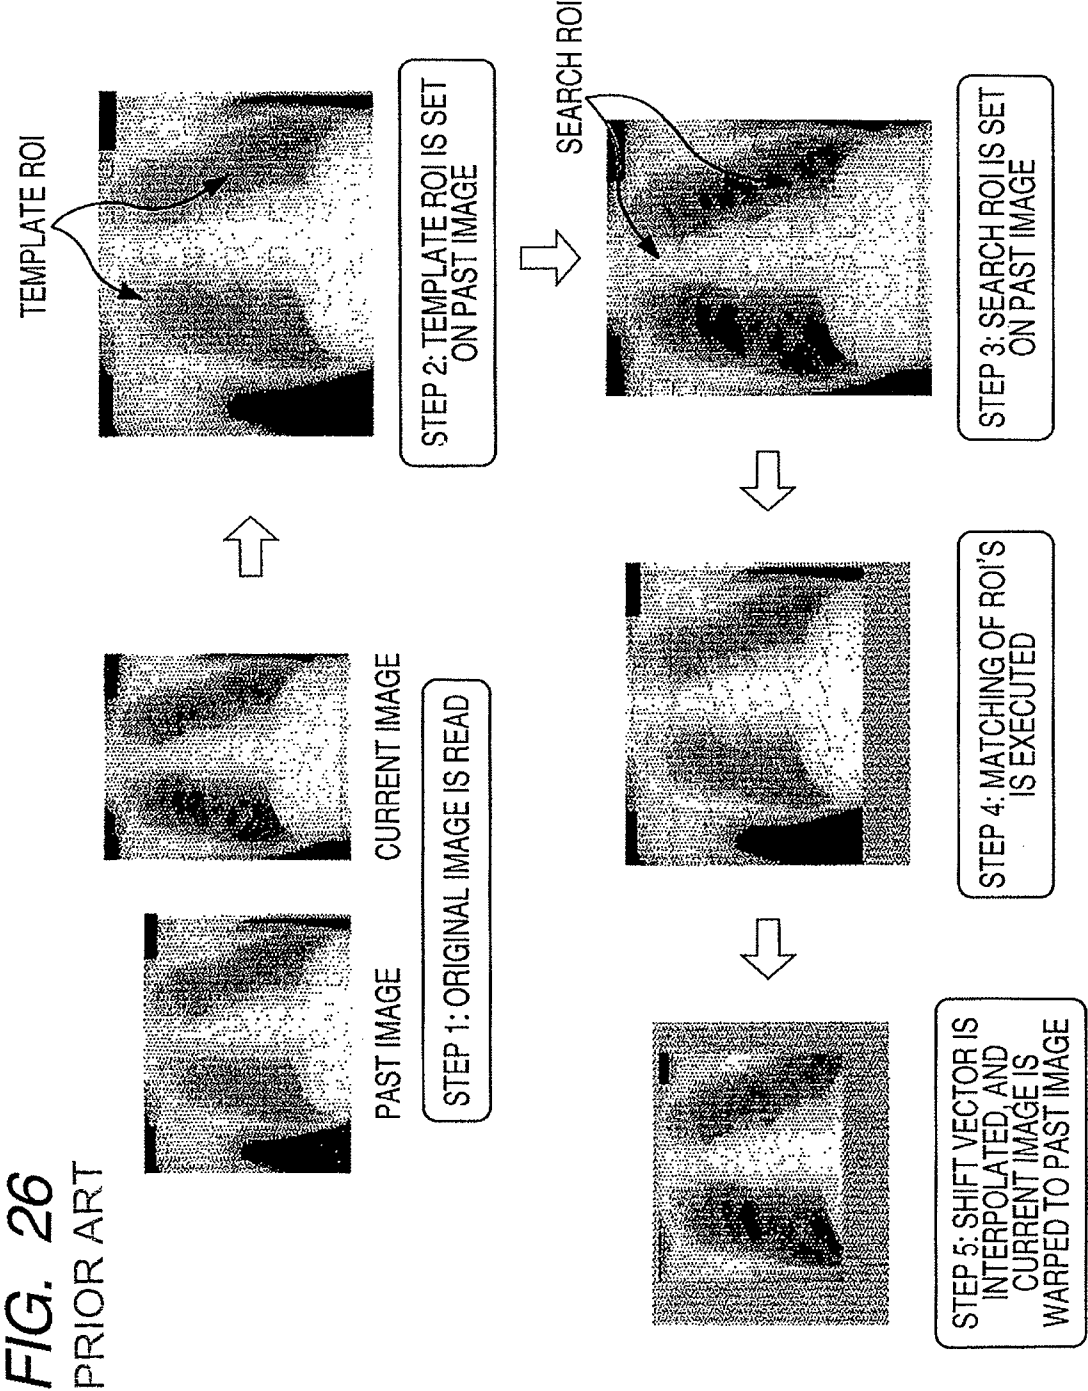 FIG. 26
PRIOR ART
PAST IMAGE
CURRENT IMAGE
STEP 1: ORIGINAL IMAGE IS READ
TEMPLATE ROI
STEP 2: TEMPLATE ROI IS SET
ON PAST IMAGE
SEARCH ROI
STEP 3: SEARCH ROI IS SET
ON PAST IMAGE
STEP 4: MATCHING OF ROI'S
IS EXECUTED
STEP 5: SHIFT VECTOR IS
INTERPOLATED, AND
CURRENT IMAGE IS
WARPED TO PAST IMAGE